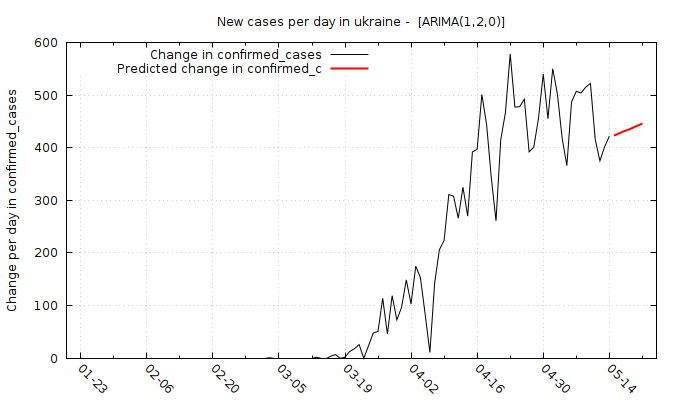 New cases per day in ukraine -  [ARIMA(1,2,0)]
Change in confirmed_cases
Predicted change in confirmed_c
Change per day in confirmed_cases
600
500
400
300
200
100
0
01-23 02-06 02-20 03-05 03-19 04-02 04-16 04-30 05-14